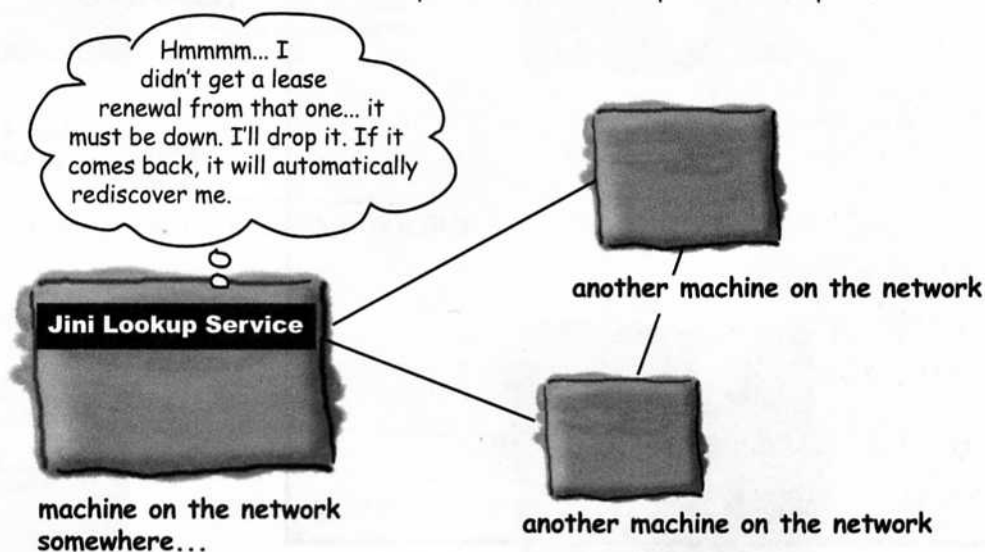 Hmmmm... I
didn't get a lease
renewal from that one... it
must be down. I'll drop it. If it
comes back, it will automatically
rediscover me.
another machine on the network
Jini Lookup Service
machine on the network
somewhere...
another machine on the network